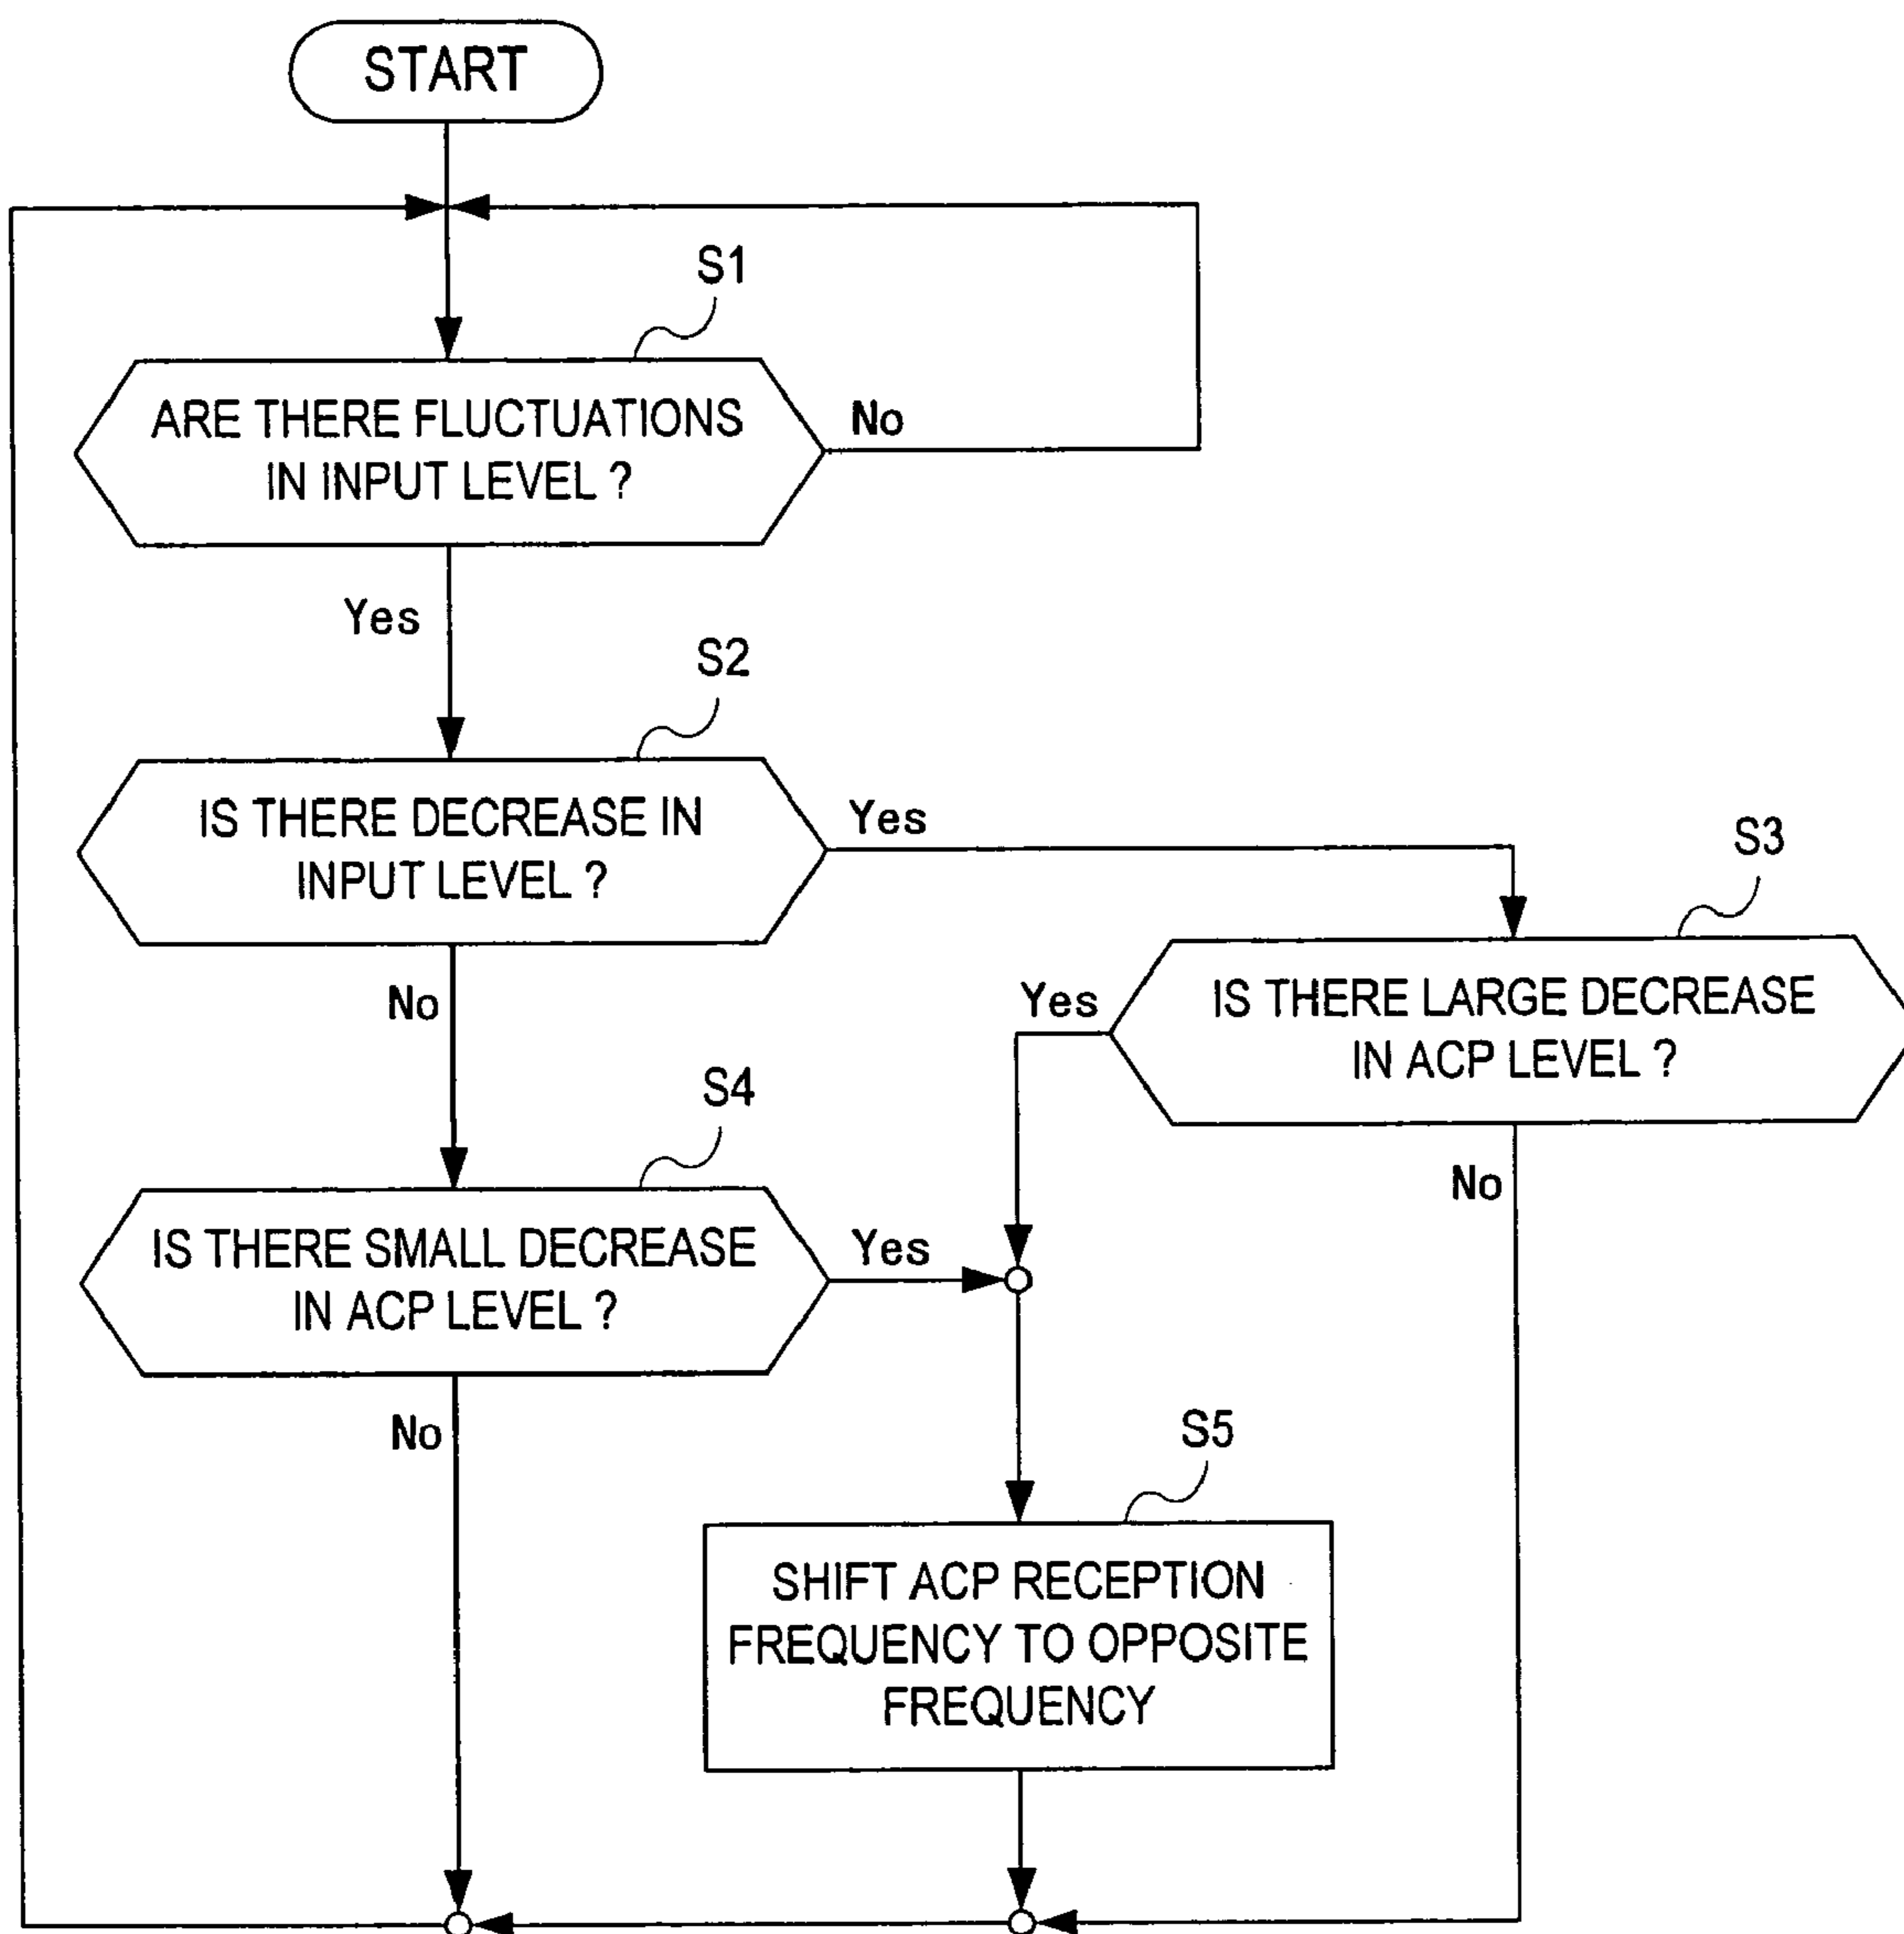 START
S1
ARE THERE FLUCTUATIONS
IN INPUT LEVEL ?
No
Yes
S2
IS THERE DECREASE IN
INPUT LEVEL ?
Yes
No
S3
IS THERE LARGE DECREASE
IN ACP LEVEL ?
Yes
No
S4
IS THERE SMALL DECREASE
IN ACP LEVEL ?
Yes
No
S5
SHIFT ACP RECEPTION
FREQUENCY TO OPPOSITE
FREQUENCY